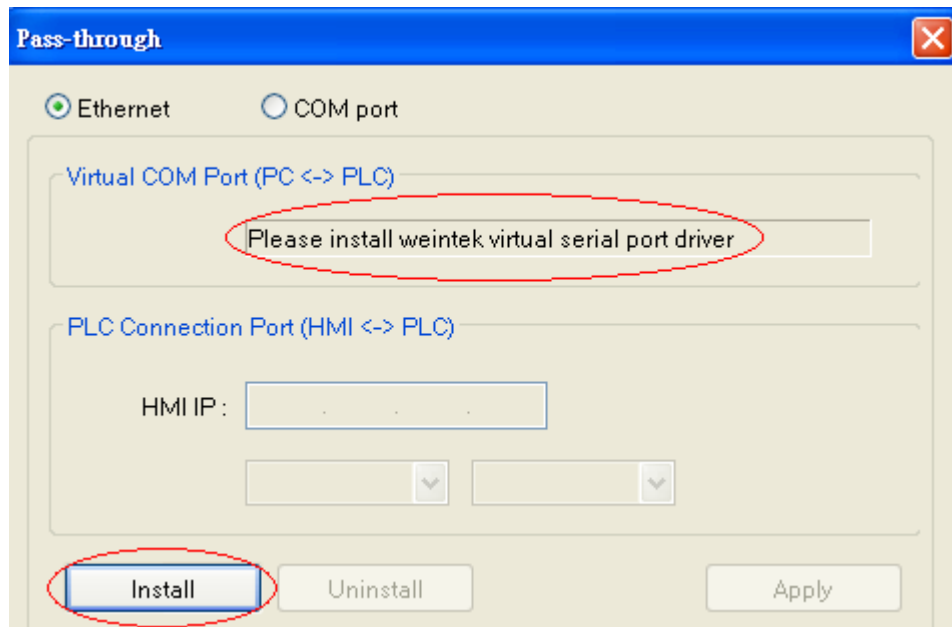 Pass-through
Ethernet COM port
Virtual COM Port (PC <-> PLC)
Please install weintek virtual serial port driver
PLC Connection Port (HMI <-> PLC)
HMI IP :
. . .
Install Uninstall Apply